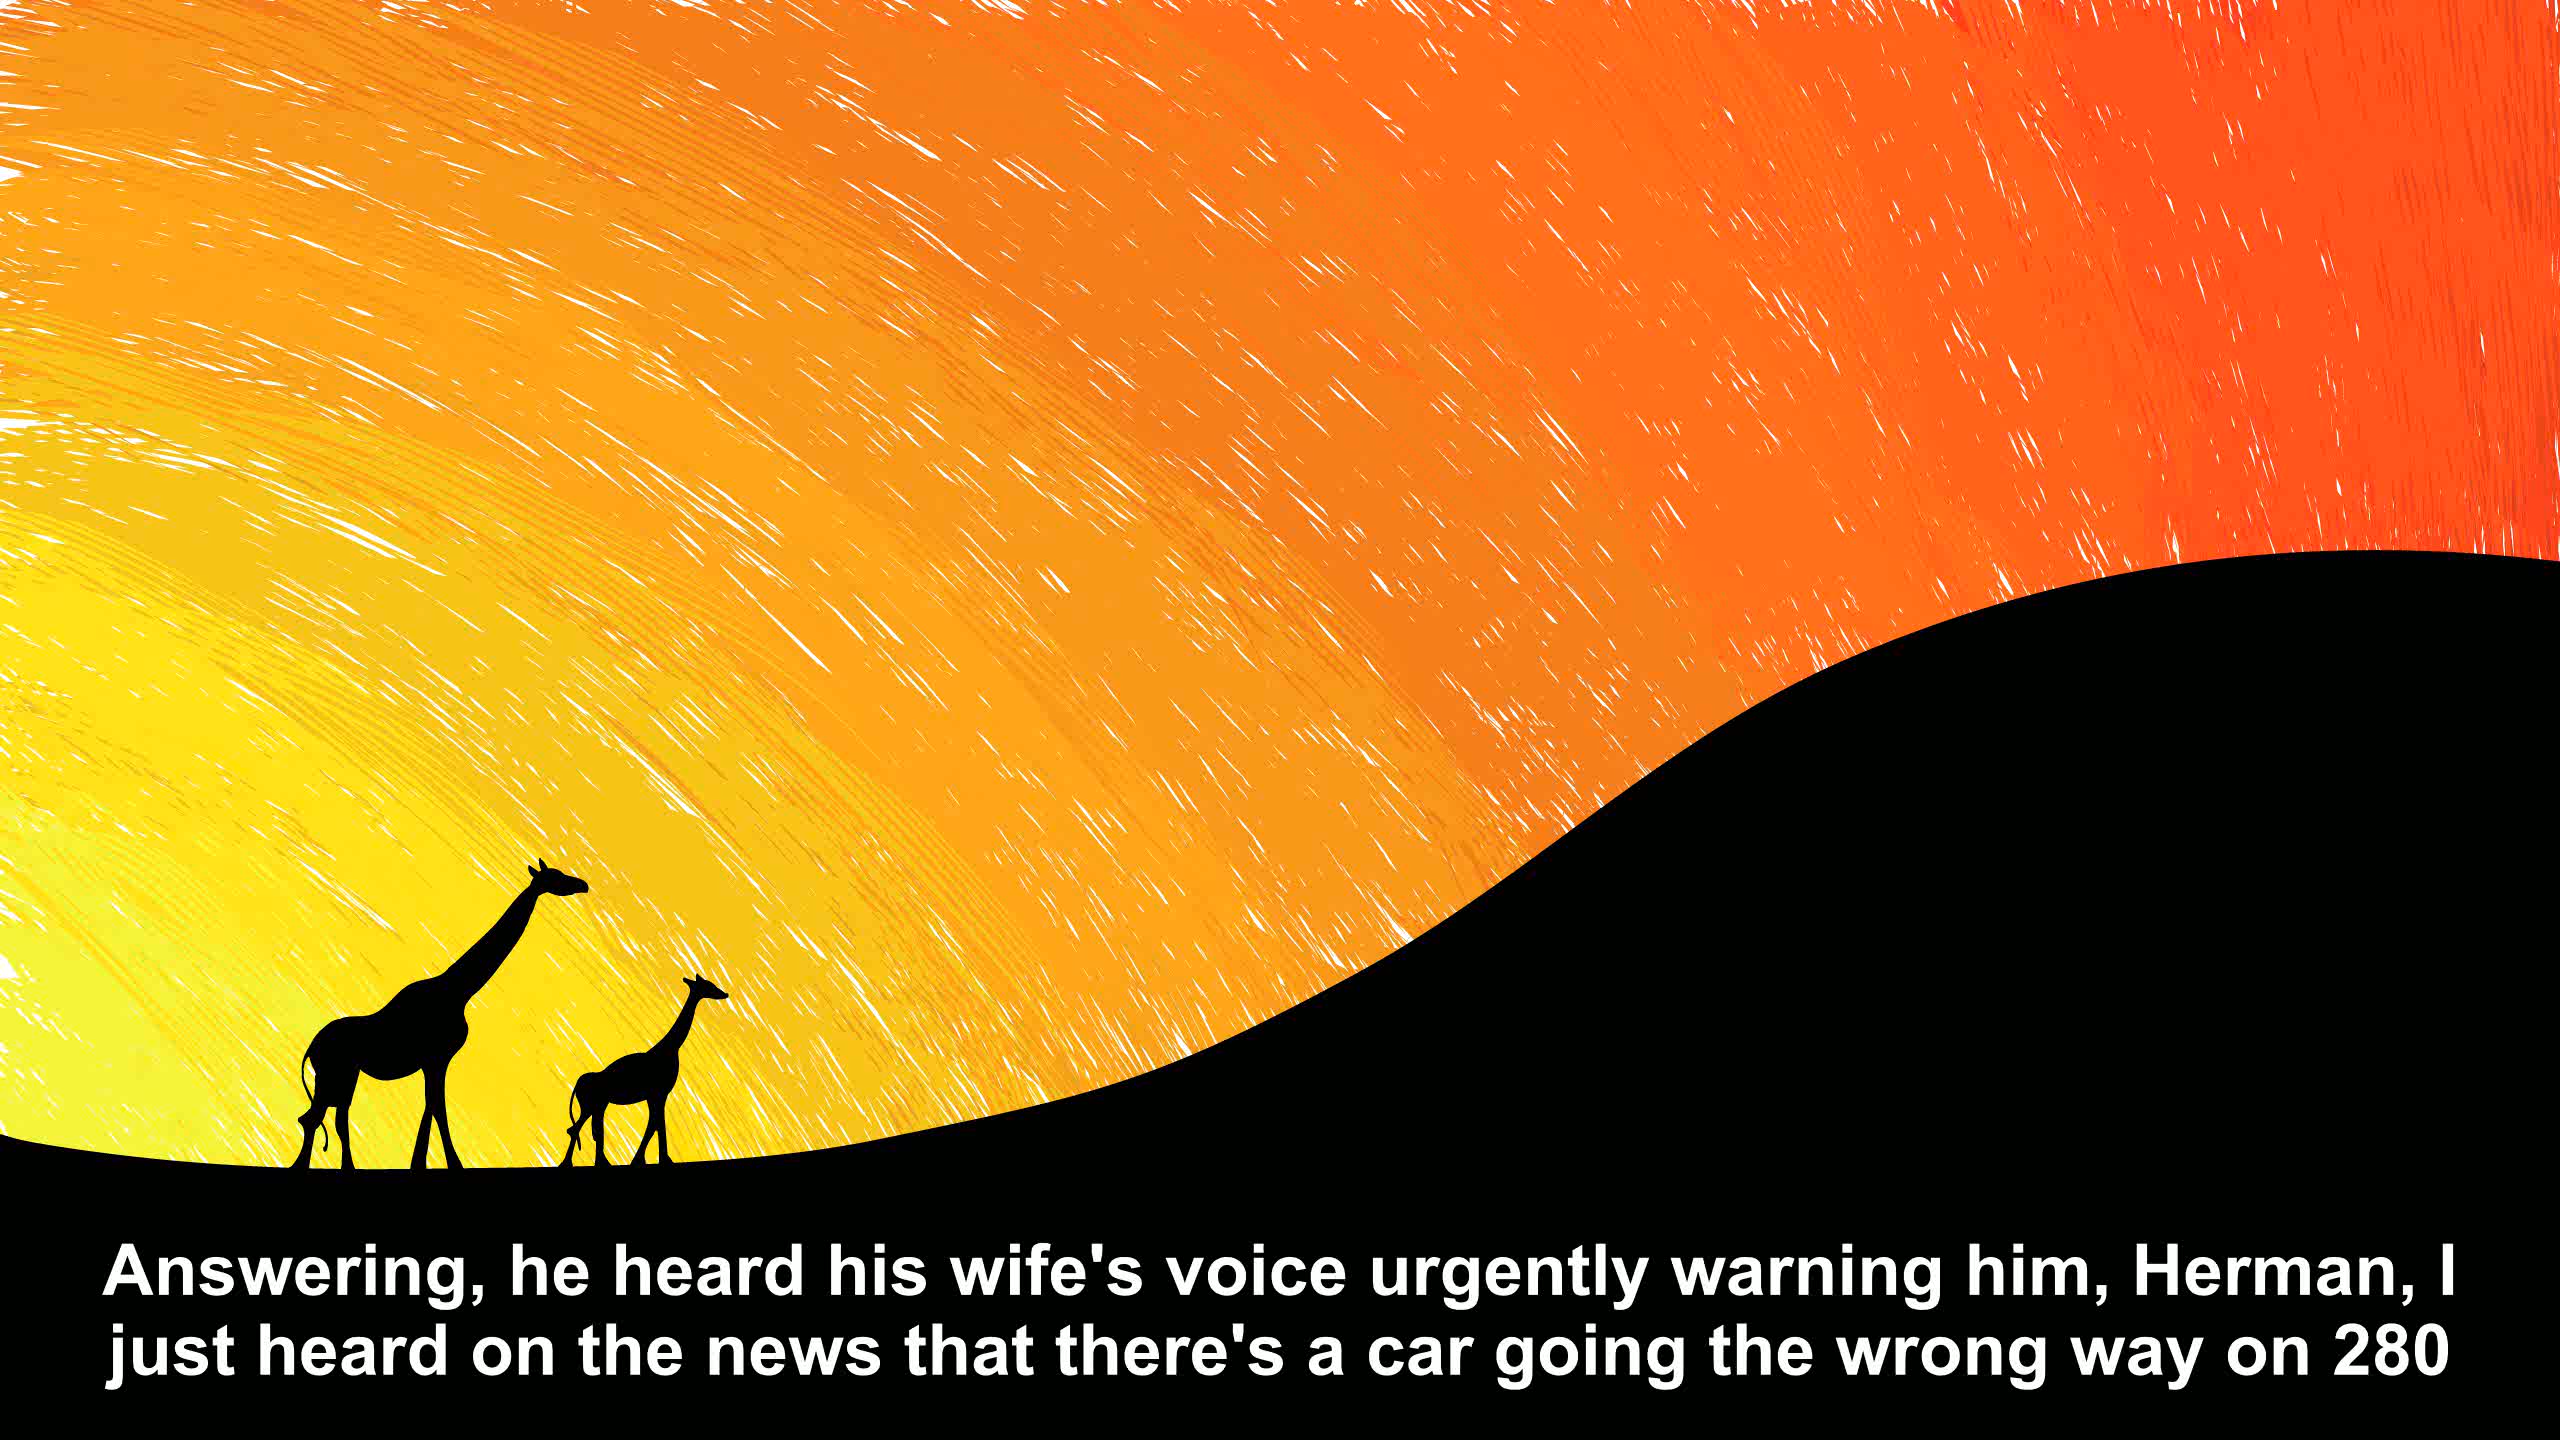 Answering, he heard his wife's voice urgently warning him, Herman, I
just heard on the news that there's a car going the wrong way on 280